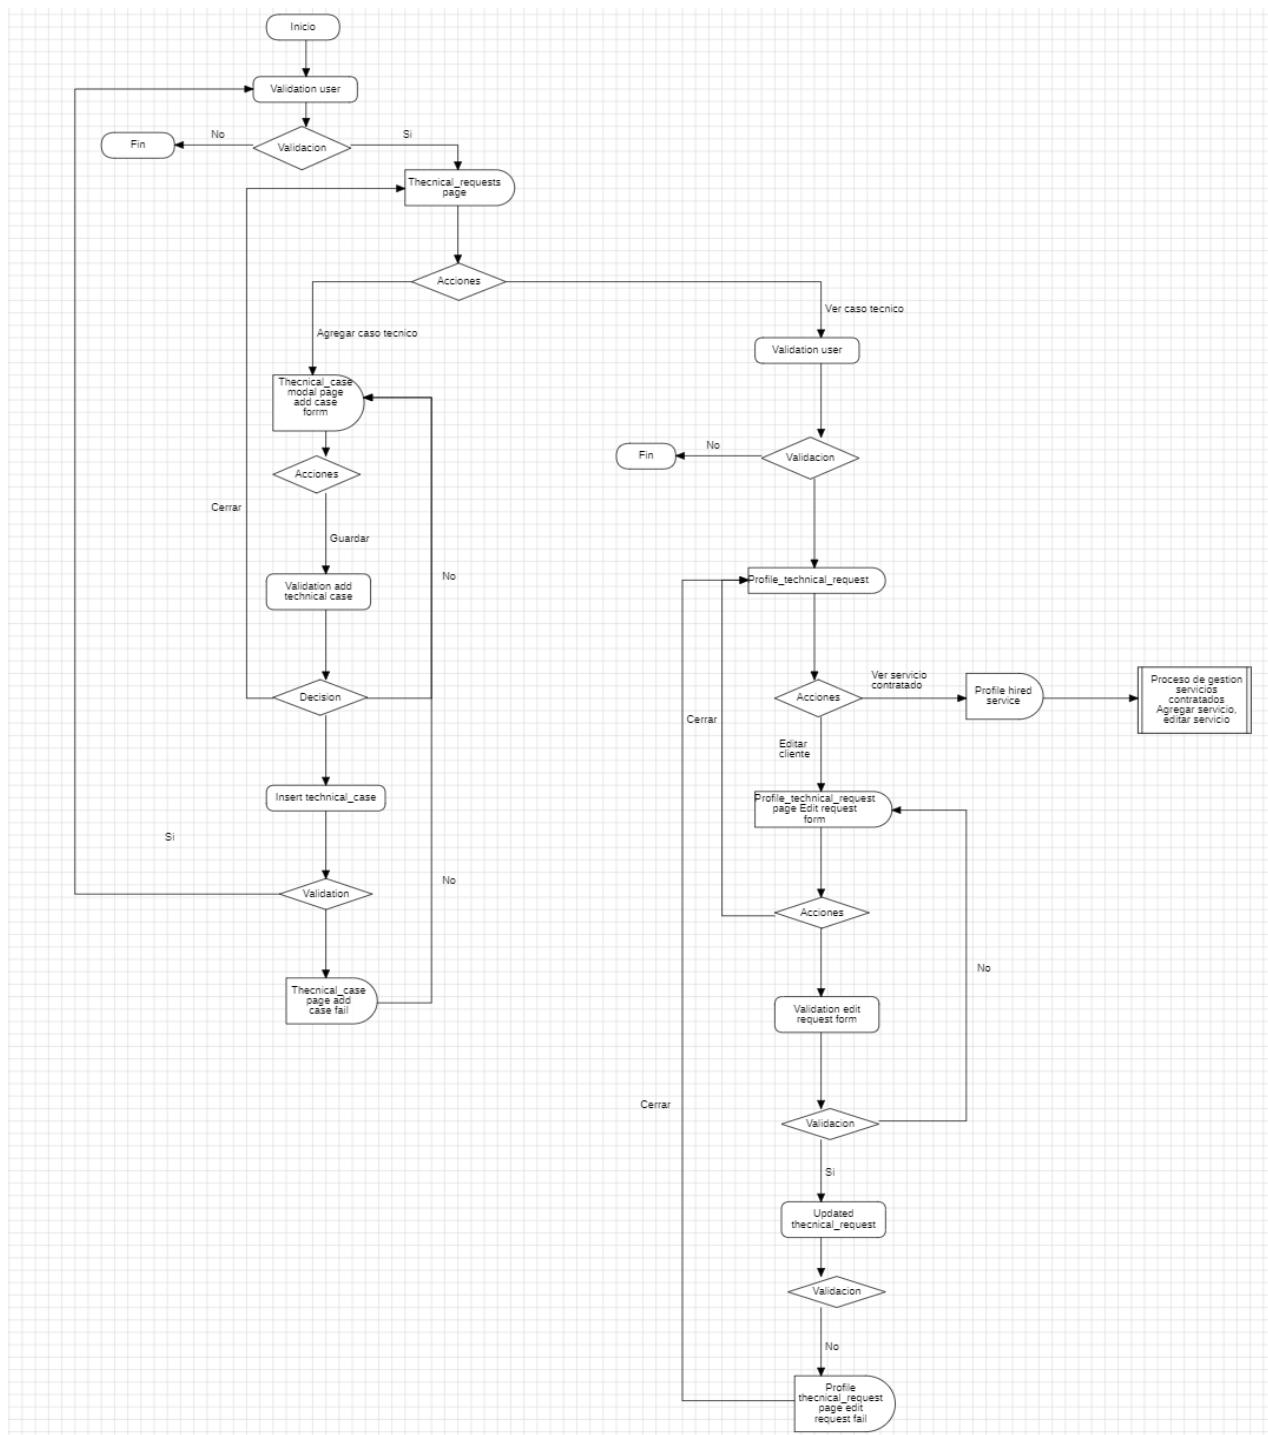 Inicio
Validation user
No
Si
Fin
Validacion
Thecnical_requests
page
Acciones
Ver caso tecnico
Agregar caso tecnico
Validation user
Thecnical_case
modal page
add case
forrm
No
Fin
Validacion
Acciones
Cerrar
Guardar
No
Validation add
technical case
Profile_technical_request
Ver servicio
contratado
Decision
Acciones
Profile hired
service
Proceso de gestion
servicios
contratados
Agregar servicio,
editar servicio
Cerrar
Editar
cliente
Insert technical_case
Profile_technical_request
page Edit request
form
Si
No
Validation
Acciones
No
Thecnical_case
page add
case fail
Validation edit
request form
Cerrar
Validacion
Si
Updated
thecnical_request
Validacion
No
Profile
thecnical_request
page edit
request fail